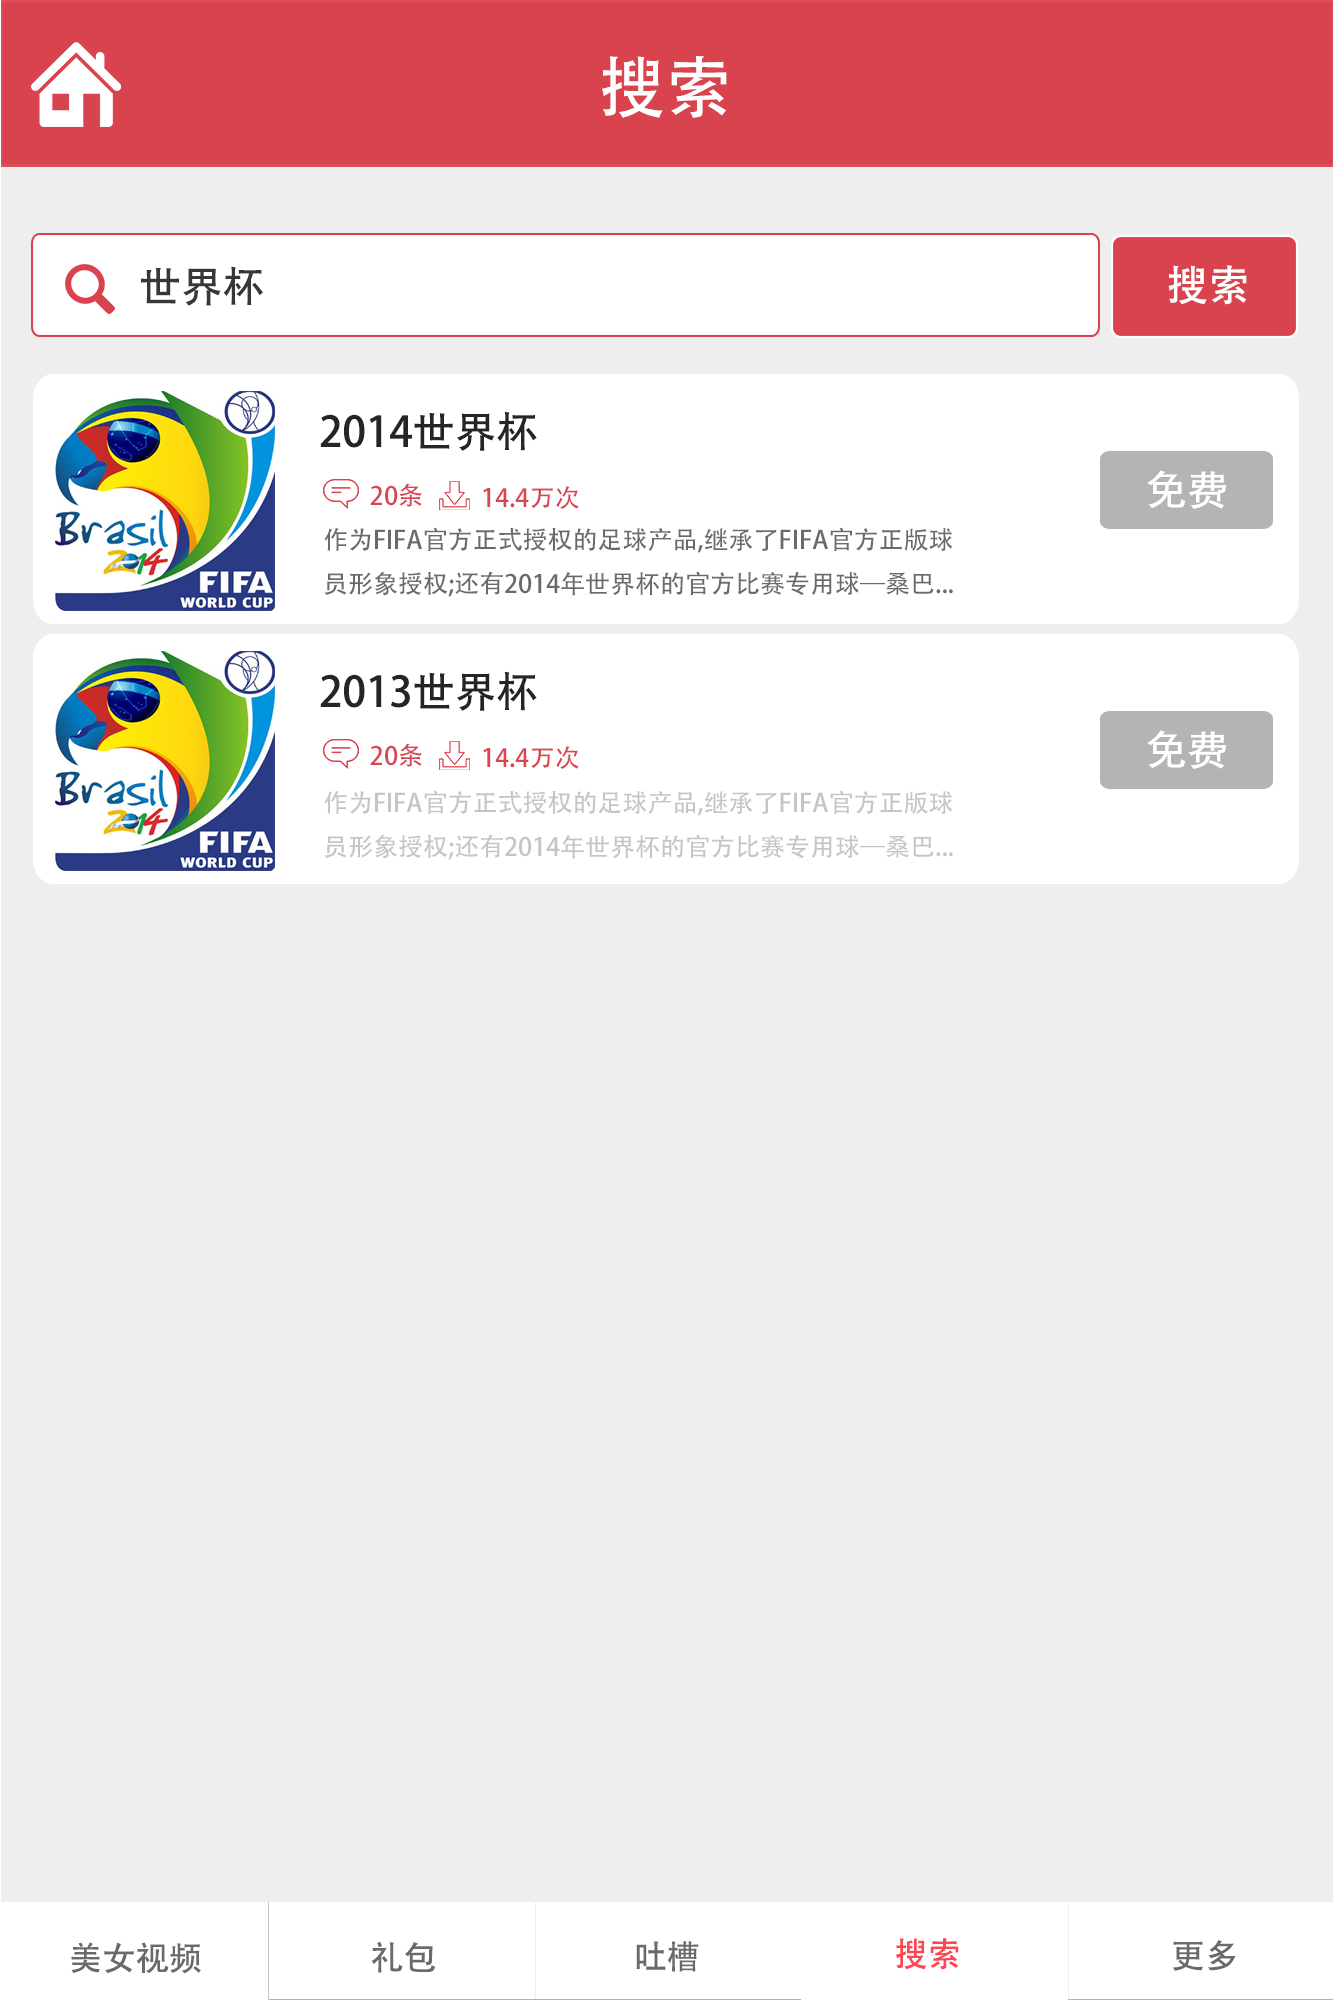 搜索
世界杯
搜索
2014世界杯
20条 14.4万次
免费
作为FIFA官方正式授权的足球产品,继承了FIFA官方正版球
员形象授权;还有2014年世界杯的官方比赛专用球—桑巴...
Brasil
2014
FIFA
WORLD CUP
2013世界杯
20条 14.4万次
免费
作为FIFA官方正式授权的足球产品,继承了FIFA官方正版球
员形象授权;还有2014年世界杯的官方比赛专用球—桑巴...
Brasil
2014
FIFA
WORLD CUP
美女视频 礼包 吐槽 搜索 更多